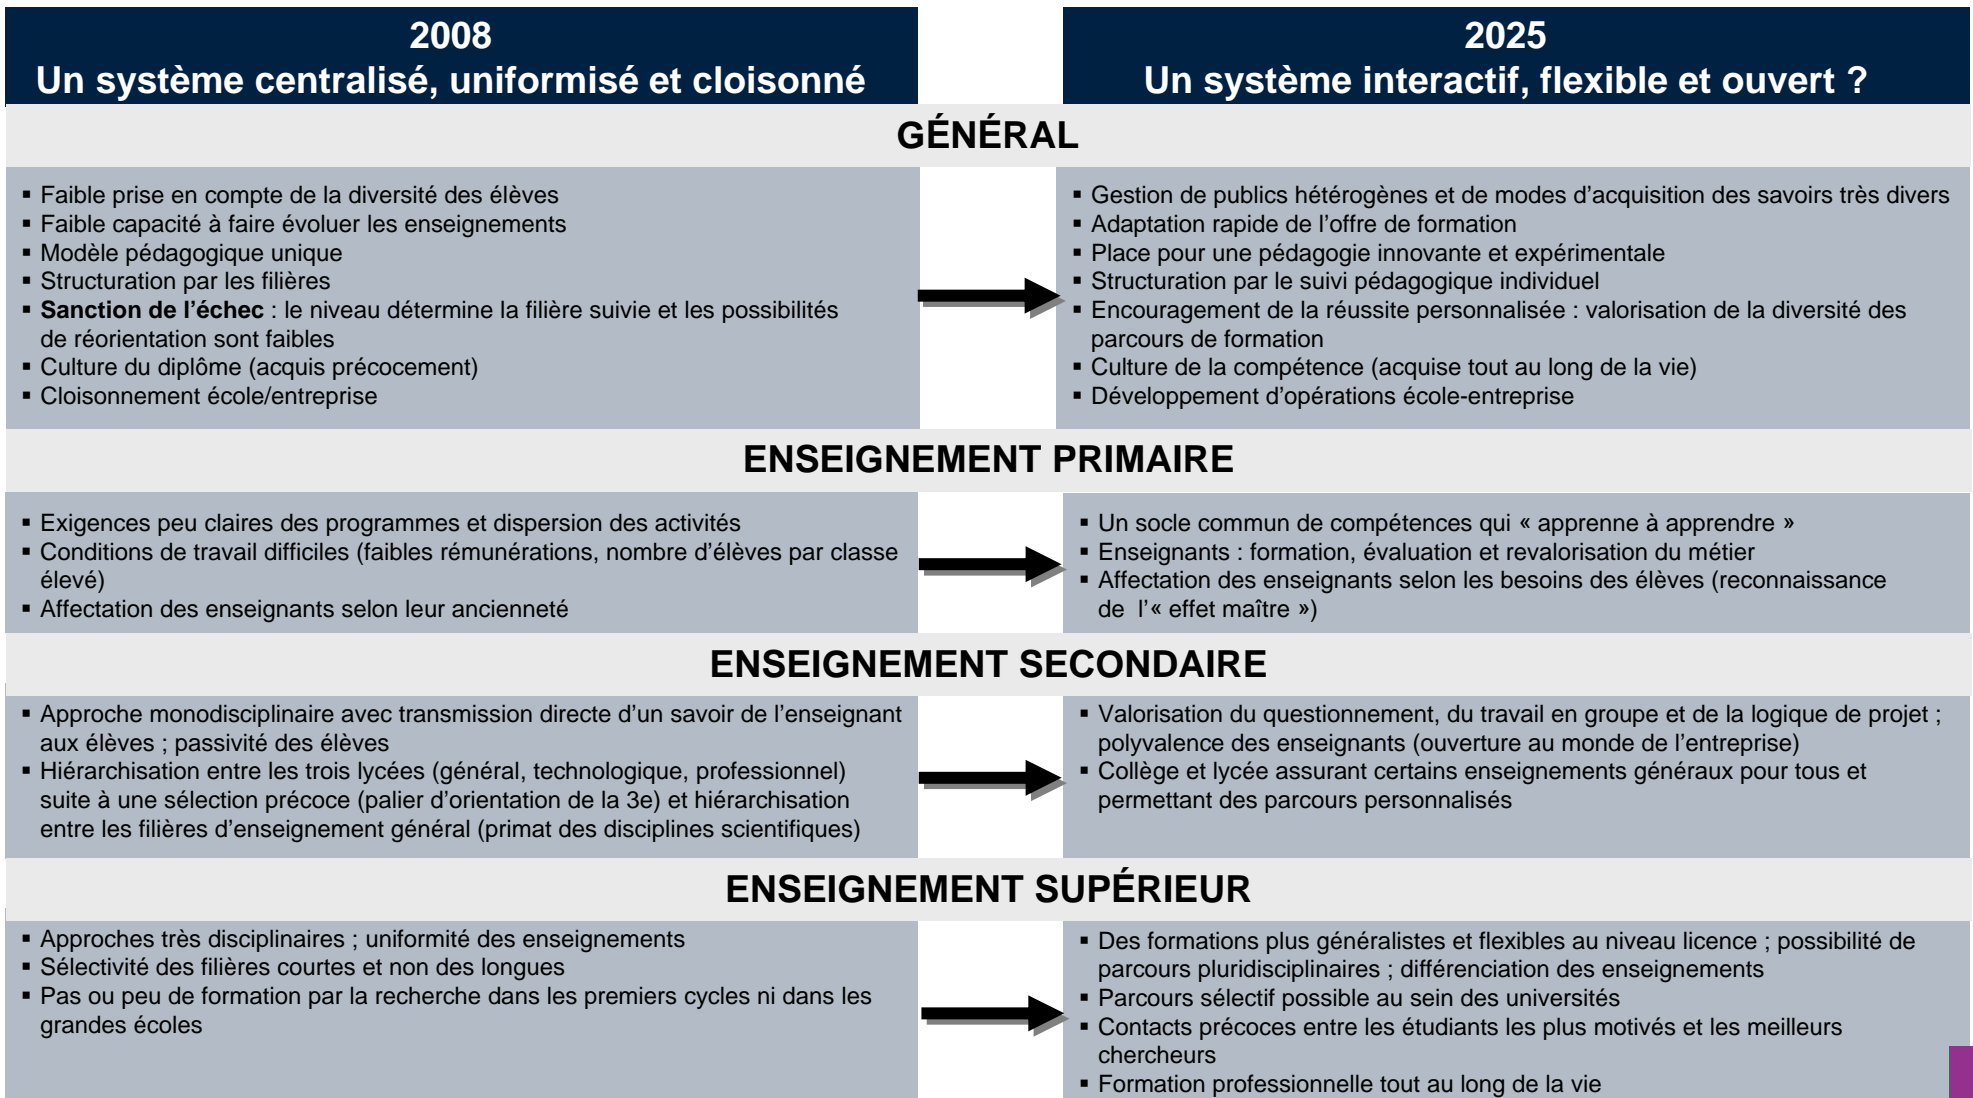 2008
Un système centralisé, uniformisé et cloisonné
2025
Un système interactif, flexible et ouvert ?
GÉNÉRAL
▪ Faible prise en compte de la diversité des élèves
▪ Faible capacité à faire évoluer les enseignements
▪ Modèle pédagogique unique
▪ Structuration par les filières
▪ Sanction de l’échec : le niveau détermine la filière suivie et les possibilités
de réorientation sont faibles
▪ Culture du diplôme (acquis précocement)
▪ Cloisonnement école/entreprise
▪ Gestion de publics hétérogènes et de modes d’acquisition des savoirs très divers
▪ Adaptation rapide de l’offre de formation
▪ Place pour une pédagogie innovante et expérimentale
▪ Structuration par le suivi pédagogique individuel
▪ Encouragement de la réussite personnalisée : valorisation de la diversité des
parcours de formation
▪ Culture de la compétence (acquise tout au long de la vie)
▪ Développement d’opérations école-entreprise
ENSEIGNEMENT PRIMAIRE
▪ Exigences peu claires des programmes et dispersion des activités
▪ Conditions de travail difficiles (faibles rémunérations, nombre d’élèves par classe
élevé)
▪ Affectation des enseignants selon leur ancienneté
▪ Un socle commun de compétences qui « apprenne à apprendre »
▪ Enseignants : formation, évaluation et revalorisation du métier
▪ Affectation des enseignants selon les besoins des élèves (reconnaissance
de l’« effet maître »)
ENSEIGNEMENT SECONDAIRE
▪ Approche monodisciplinaire avec transmission directe d’un savoir de l’enseignant
aux élèves ; passivité des élèves
▪ Hiérarchisation entre les trois lycées (général, technologique, professionnel)
suite à une sélection précoce (palier d’orientation de la 3e) et hiérarchisation
entre les filières d’enseignement général (primat des disciplines scientifiques)
▪ Valorisation du questionnement, du travail en groupe et de la logique de projet ;
polyvalence des enseignants (ouverture au monde de l’entreprise)
▪ Collège et lycée assurant certains enseignements généraux pour tous et
permettant des parcours personnalisés
ENSEIGNEMENT SUPÉRIEUR
▪ Approches très disciplinaires ; uniformité des enseignements
▪ Sélectivité des filières courtes et non des longues
▪ Pas ou peu de formation par la recherche dans les premiers cycles ni dans les
grandes écoles
▪ Des formations plus généralistes et flexibles au niveau licence ; possibilité de
parcours pluridisciplinaires ; différenciation des enseignements
▪ Parcours sélectif possible au sein des universités
▪ Contacts précoces entre les étudiants les plus motivés et les meilleurs
chercheurs
▪ Formation professionnelle tout au long de la vie